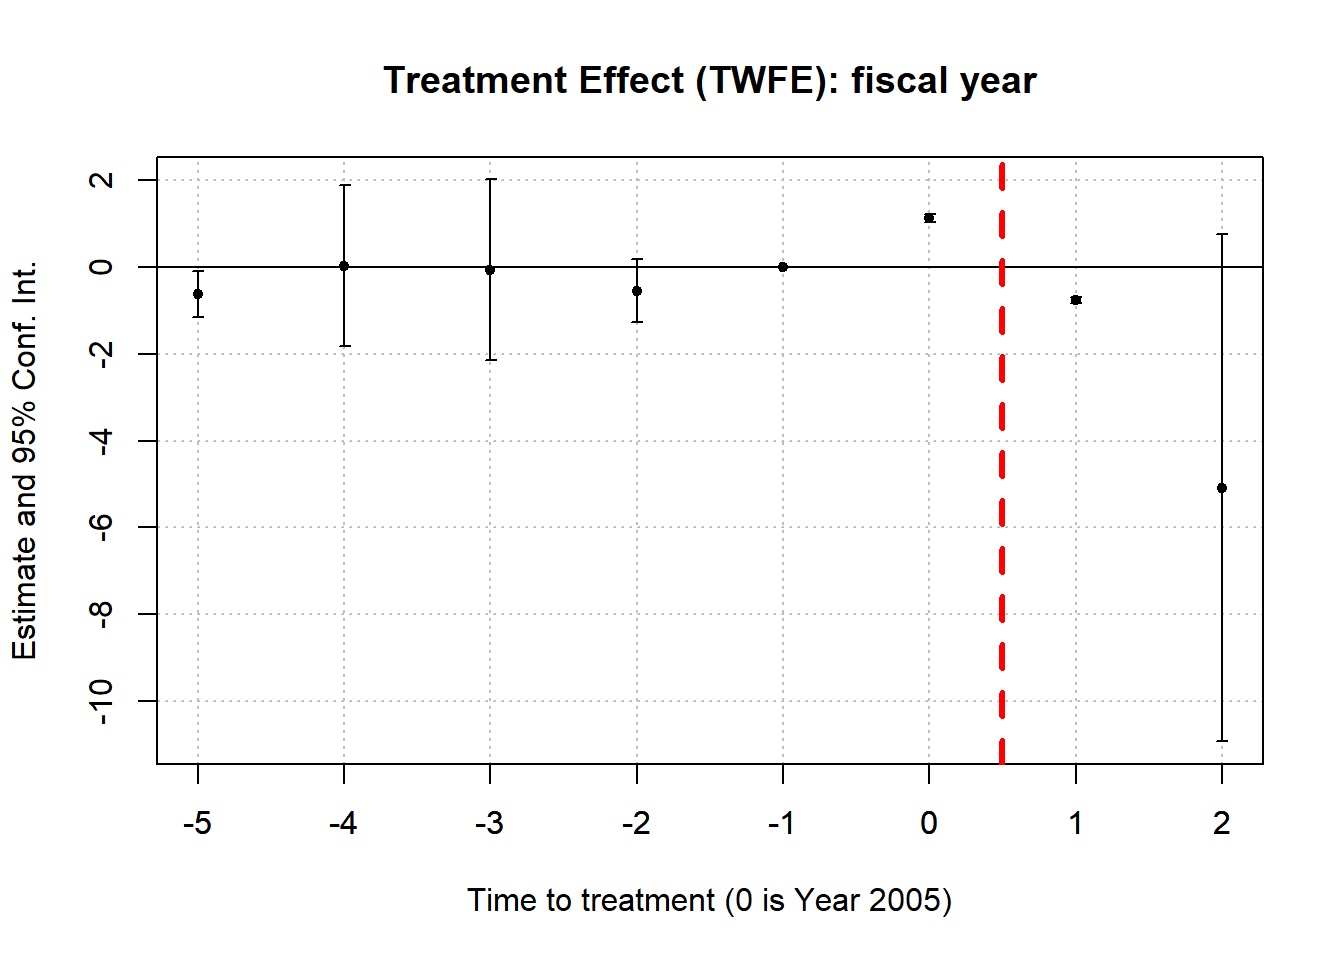 Treatment Effect (TWFE): fiscal year
Estimate and 95% Conf. Int.
2
0
-2
-4
-6
-8
-10
-5 -4 -3 -2 -1 0 1 2
Time to treatment (0 is Year 2005)